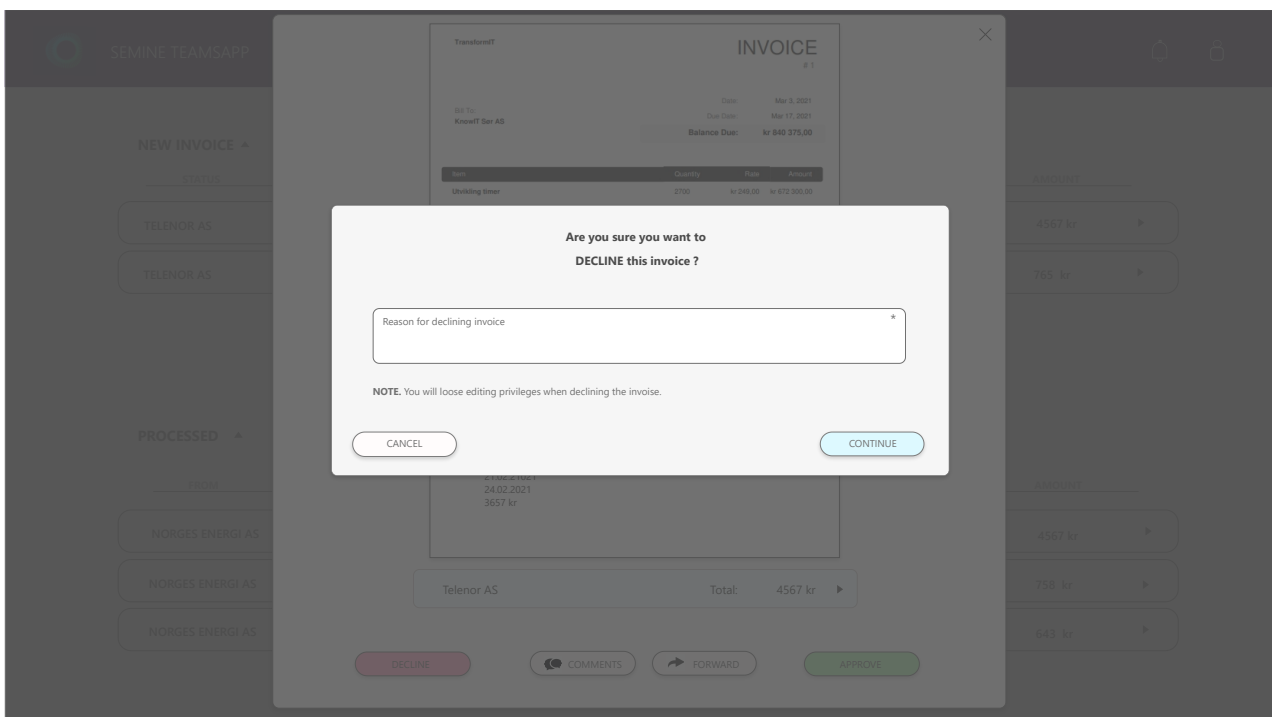 SEMINE TEAMSAPP
TransformIT
INVOICE
# 1
Date: Mar 3, 2021
Bill To:
Due Date: Mar 17, 2021
KnowIT Sør AS
Balance Due: kr 840 375,00
NEW INVOICE
STATUS
AMOUNT
Item Quantity Rate Amount
Utvikling timer 2700 kr 249,00 kr 672 300,00
TELENOR AS
4567 kr
TELENOR AS
765 kr
Are you sure you want to
DECLINE this invoice ?
Reason for declining invoice *
NOTE. You will loose editing privileges when declining the invoise.
CANCEL
CONTINUE
PROCESSED
FROM
AMOUNT
24.02.2021
3657 kr
NORGES ENERGI AS
4567 kr
NORGES ENERGI AS
758 kr
Telenor AS Total: 4567 kr
NORGES ENERGI AS
643 kr
DECLINE
COMMENTS
FORWARD
APPROVE